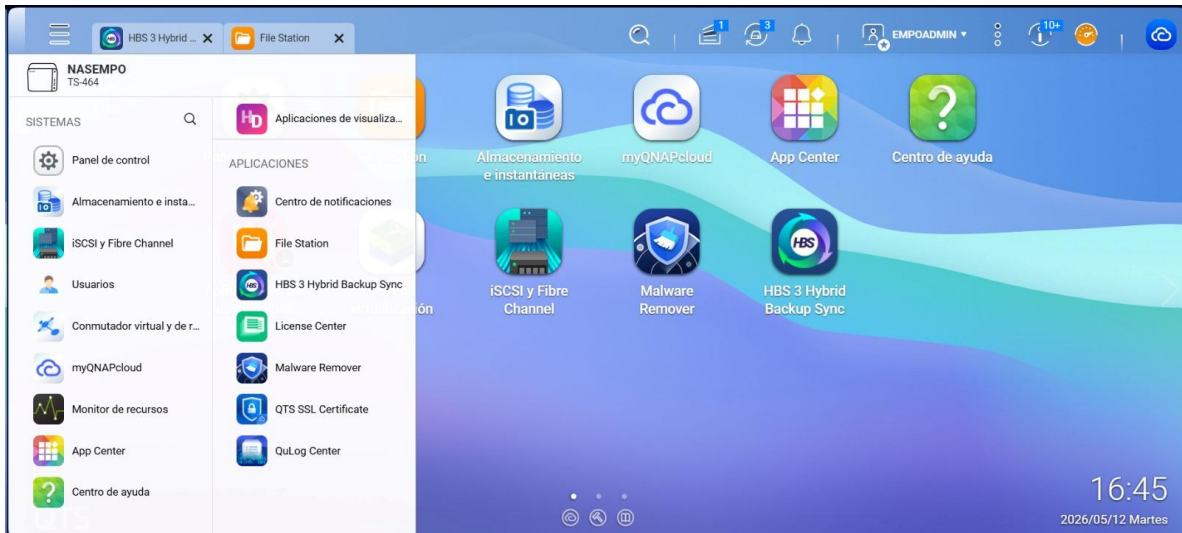 HBS 3 Hybrid ...
File Station
1
3
EMPOADMIN
10+
NASEMPO
TS-464
SISTEMAS
Panel de control
Almacenamiento e insta...
iSCSI y Fibre Channel
Usuarios
Conmutador virtual y de r...
myQNAPcloud
Monitor de recursos
App Center
Centro de ayuda
QTS
HD
Aplicaciones de visualiza...
APLICACIONES
Centro de notificaciones
File Station
HBS
HBS 3 Hybrid Backup Sync
License Center
Malware Remover
QTS SSL Certificate
QuLog Center
Almacenamiento
e instantáneas
myQNAPcloud
App Center
Centro de ayuda
iSCSI y Fibre
Channel
Malware
Remover
HBS
HBS 3 Hybrid
Backup Sync
16:45
2026/05/12 Martes